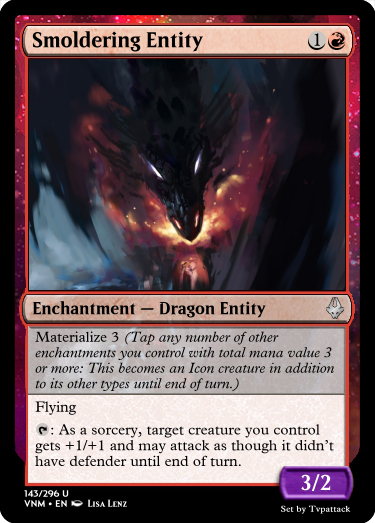 Smoldering Entity 1
Enchantment — Dragon Entity
Materialize 3 (Tap any number of other
enchantments you control with total mana value 3
or more: This becomes an Icon creature in addition
to its other types until end of turn.)
Flying
: As a sorcery, target creature you control
gets +1/+1 and may attack as though it didn't
have defender until end of turn.
3/2
143/296 U
VNM • EN Lisa Lenz
Set by Tvpattack